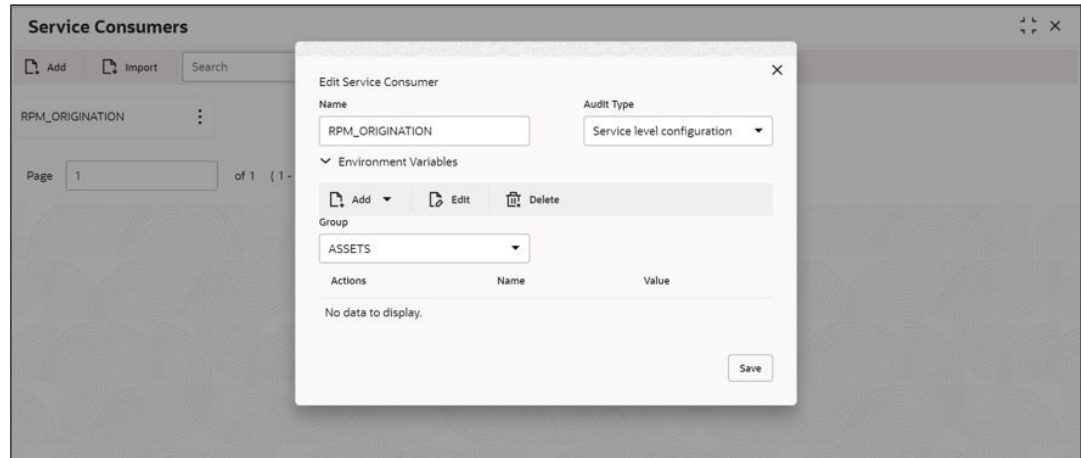 Service Consumers
Add Import Search
RPM_ORIGINATION
Page 1 of 1 (1 -
Edit Service Consumer
Name Audit Type
RPM_ORIGINATION Service level configuration
Environment Variables
Add Edit Delete
Group
ASSETS
Actions Name Value
No data to display.
Save